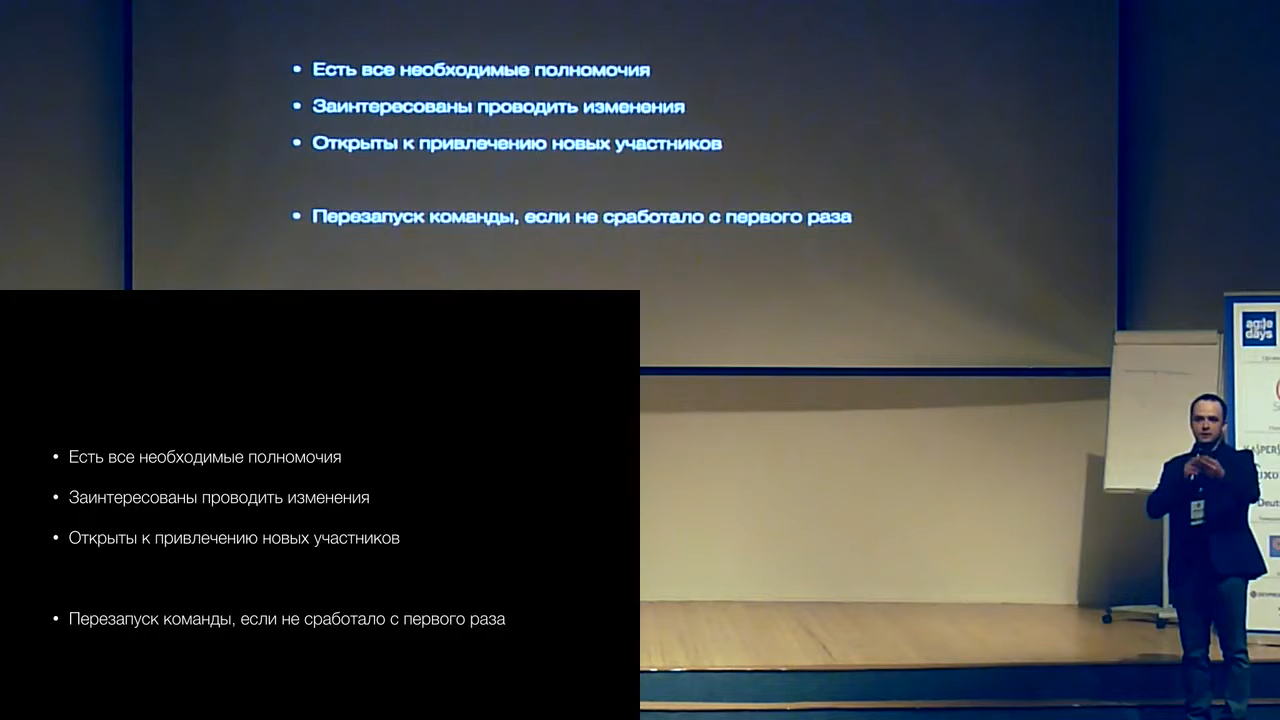 • Есть все необходимые полномочия
• Заинтересованы проводить изменения
• Открыты к привлечению новых участников
• Перезапуск команды, если не сработало с первого раза
agile
days
• Есть все необходимые полномочия
• Заинтересованы проводить изменения
• Открыты к привлечению новых участников
• Перезапуск команды, если не сработало с первого раза